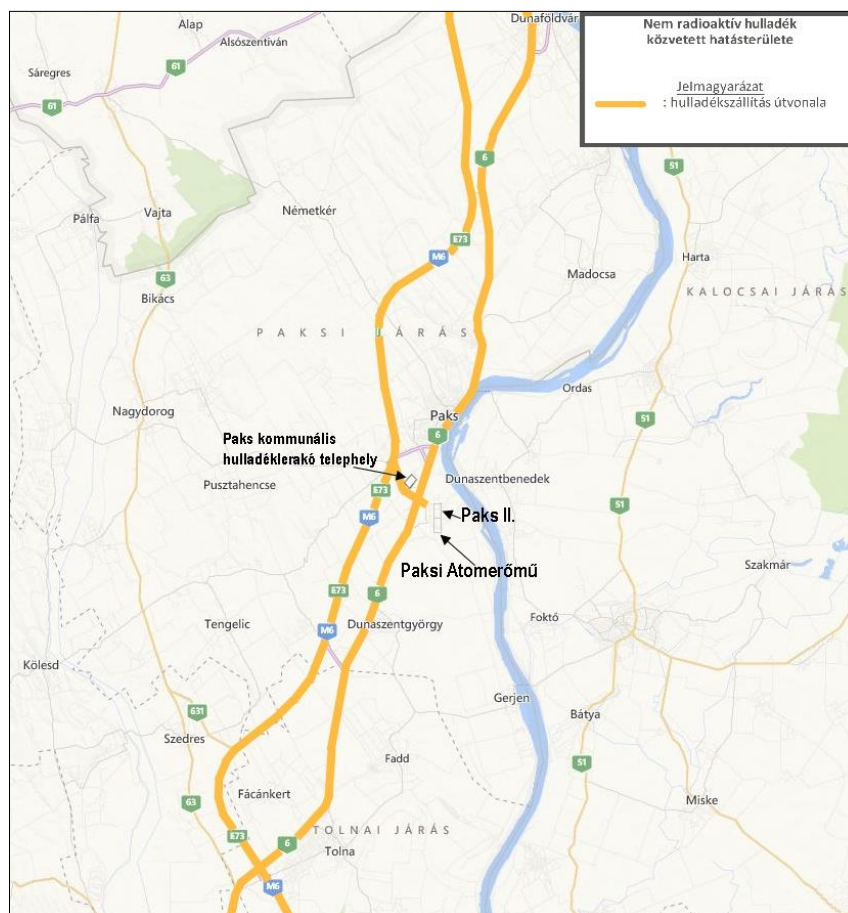 Nem radioaktív hulladék
közvetett hatásterülete
Jelmagyarázat
: hulladékszállítás útvonala
Dunaföldvár
Alap
Alsószentiván
Sáregres
61
61
61
6
51
Németkér
Vajta
Pálfa
E73
M6
Madocsa
Harta
63
Bikács
KALOCSAI JÁRÁS
PAKSI JÁRÁS
Ordas
Nagydorog
Paks
51
6
Paks kommunális
hulladéklerakó telephely
Dunaszentbenedek
Pusztahencse
E73
51
M6
Paks II.
Paksi Atomerőmű
Szakmár
E73
6
Foktő
Tengelic
M6
Dunaszentgyörgy
Kölesd
Gerjen
631
Bátya
Szedres
Fadd
51
Fácánkert
63
Miske
E73
6
TOLNAI JÁRÁS
Tolna
M6